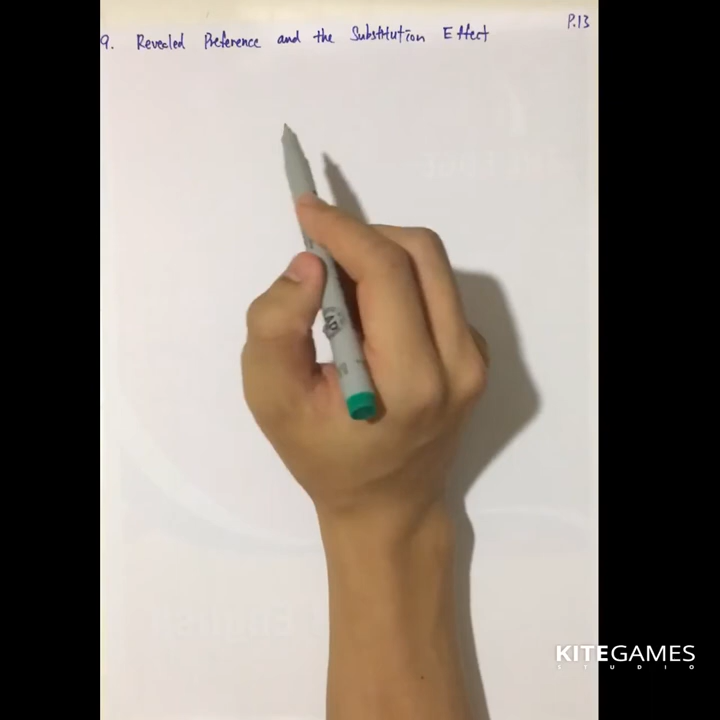 P.13
9. Revealed Preference and the Substitution Effect
KITEGAMES
STUDIO